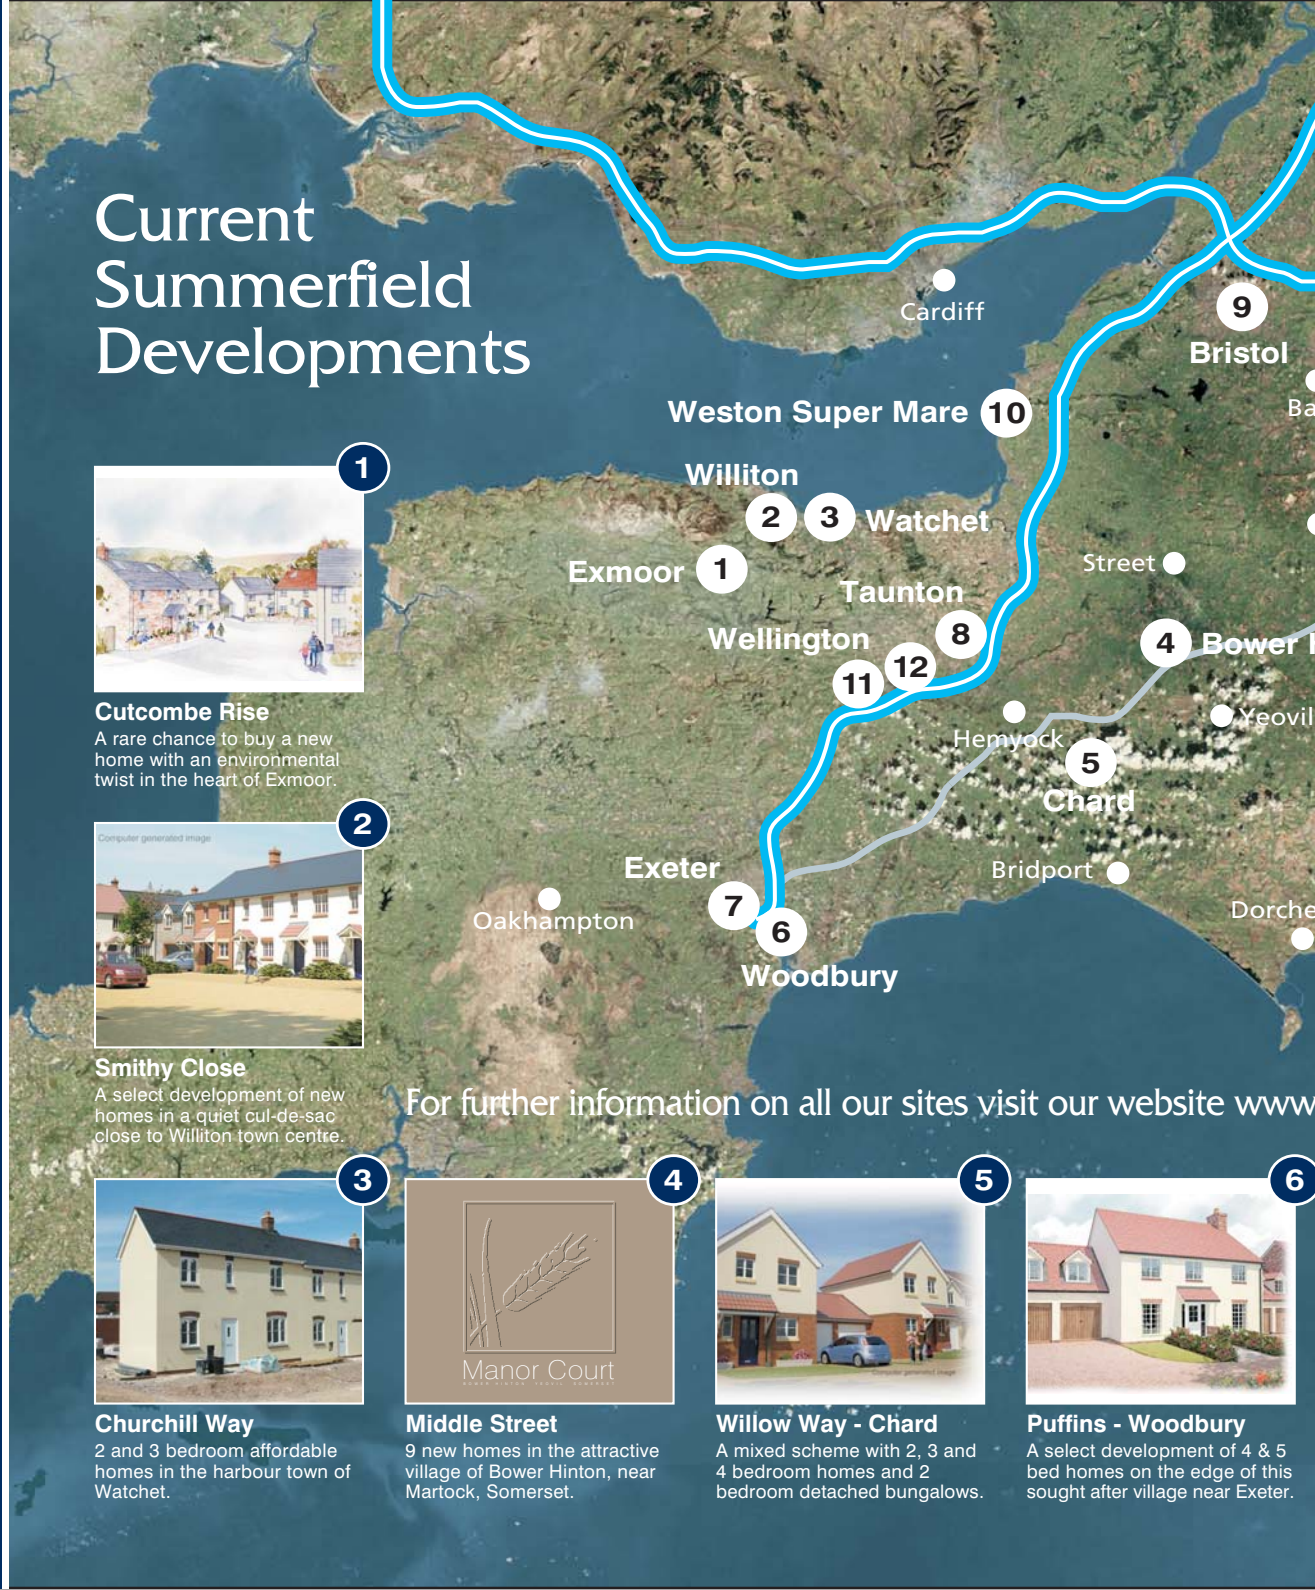 Current
Summerfield
Developments
Cardiff
9
Bristol
Weston Super Mare 10
Williton
2 3 Watchet
Exmoor 1
Street
Taunton
8
Wellington
4 Bower
12
11
Hemyock
Yeovil
5
Chard
Exeter
7
6
Woodbury
Oakhampton
Bridport
1
Cutcombe Rise
A rare chance to buy a new
home with an environmental
twist in the heart of Exmoor.
2
Computer generated image
Smithy Close
A select development of new
homes in a quiet cul-de-sac
close to Williton town centre.
For further information on all our sites visit our website www
3
Churchill Way
2 and 3 bedroom affordable
homes in the harbour town of
Watchet.
4
Manor Court
Middle Street
9 new homes in the attractive
village of Bower Hinton, near
Martock, Somerset.
5
Computer generated image
Willow Way - Chard
A mixed scheme with 2, 3 and
4 bedroom homes and 2
bedroom detached bungalows.
6
Puffins - Woodbury
A select development of 4 & 5
bed homes on the edge of this
sought after village near Exeter.